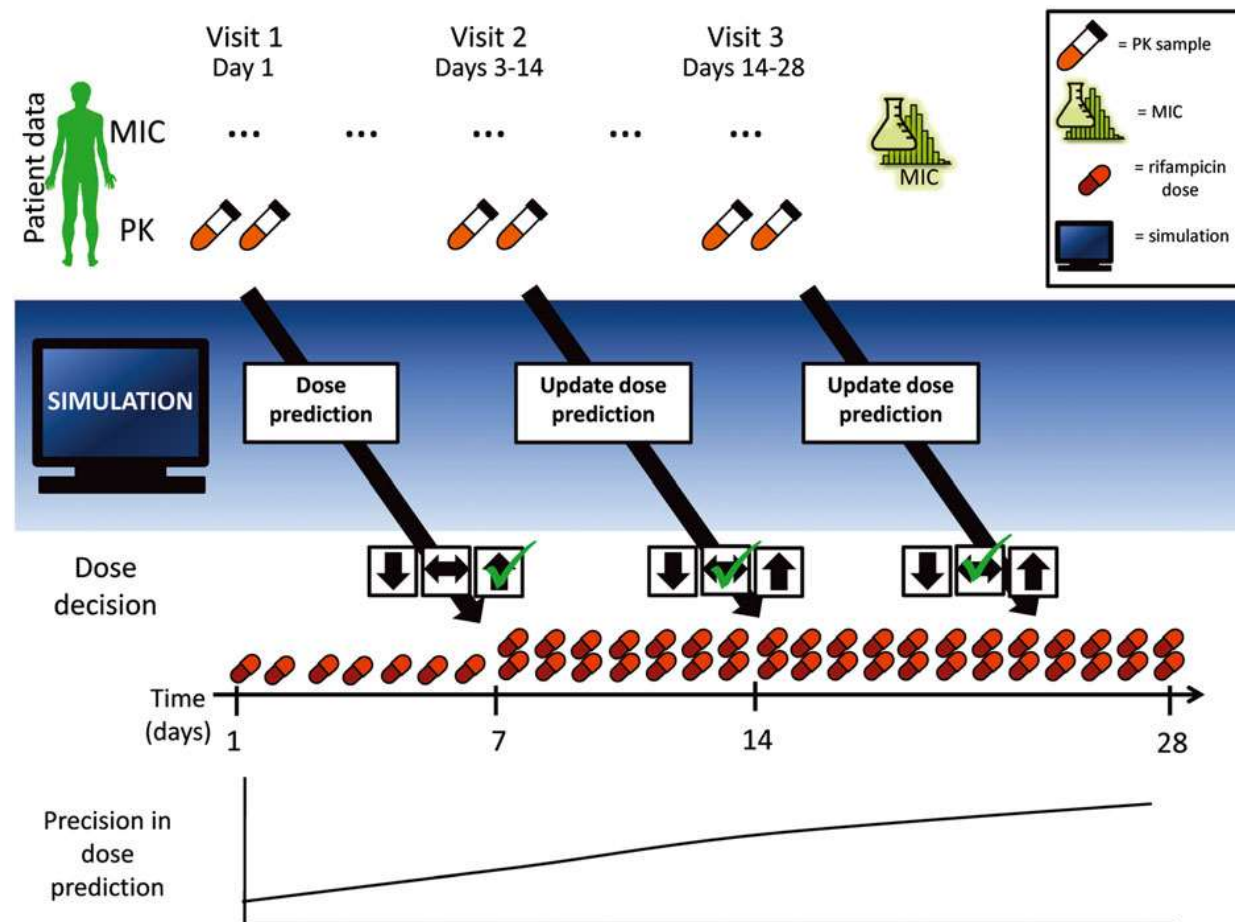 Visit 1
Day 1
Visit 2
Days 3-14
Visit 3
Days 14-28
= PK sample
= MIC
= rifampicin
dose
= simulation
Patient data
MIC
... ... ... ... ...
MIC
PK
SIMULATION
Dose
prediction
Update dose
prediction
Update dose
prediction
Dose
decision
Time
(days)
1 7 14 28
Precision in
dose
prediction